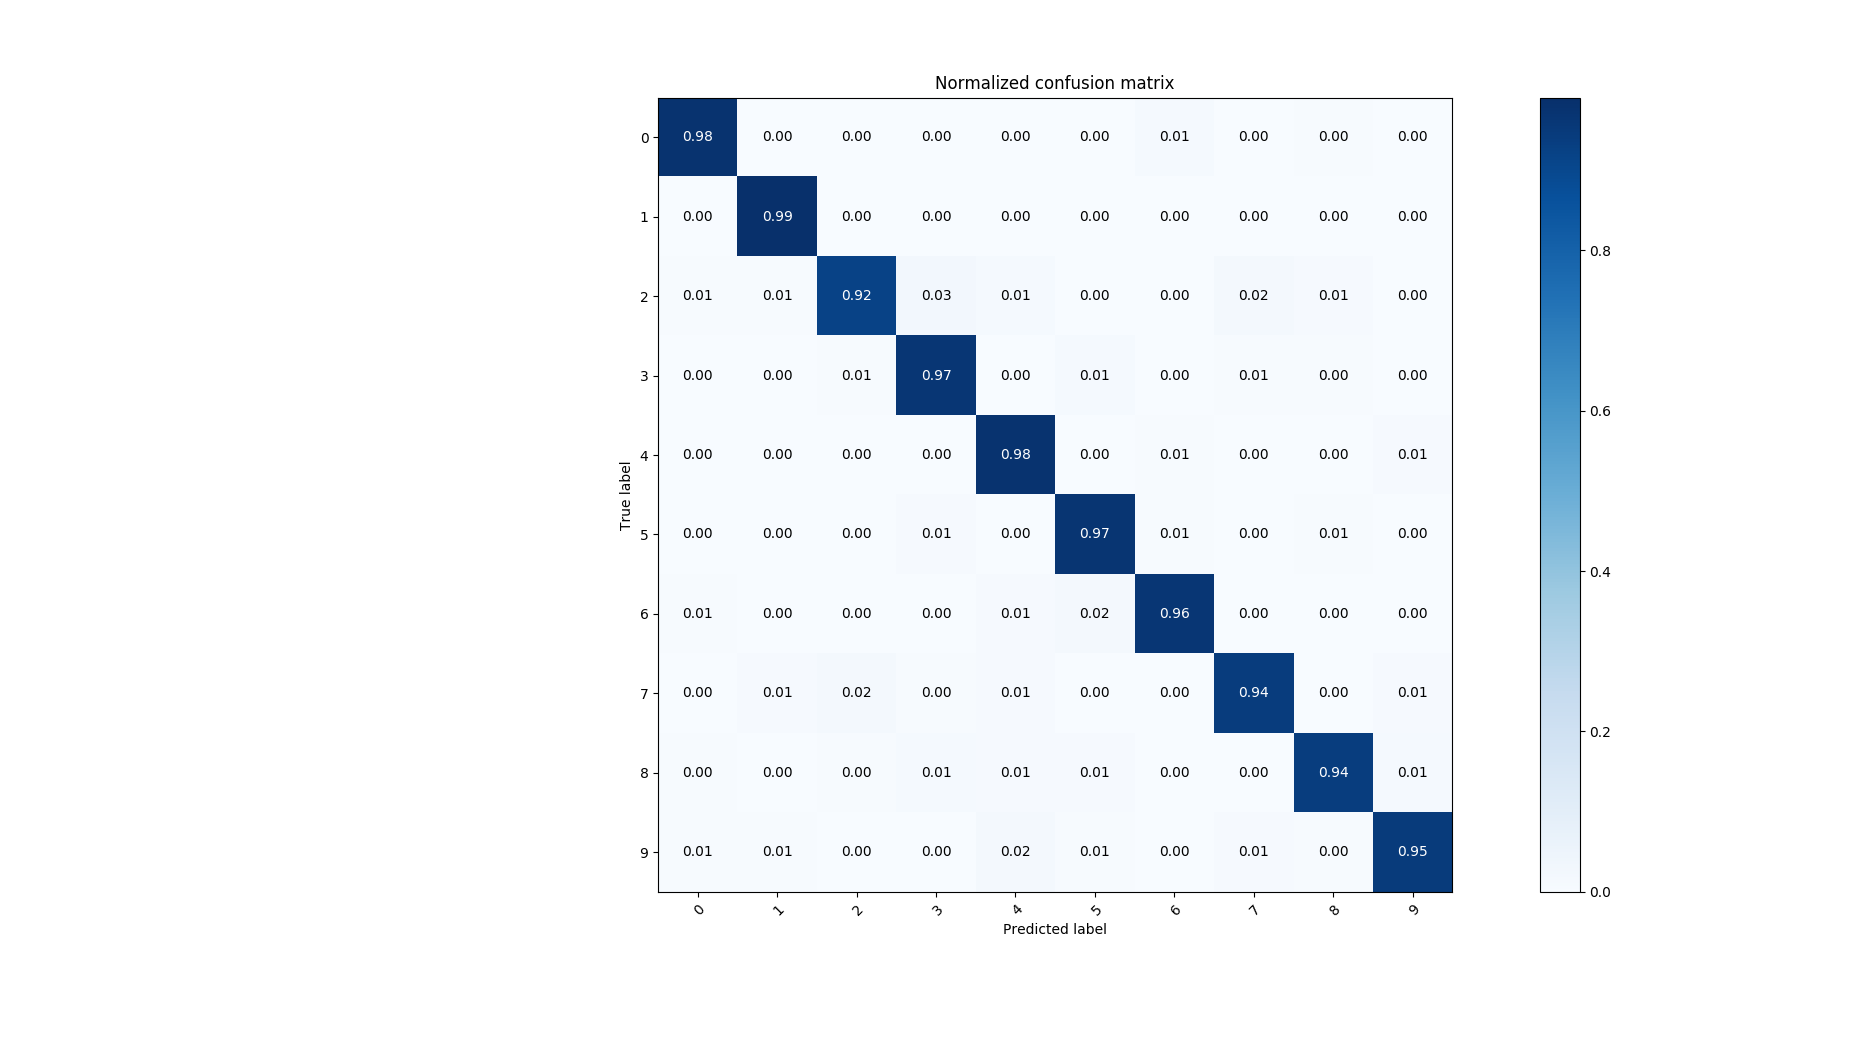 Normalized confusion matrix
0 0.98 0.00 0.00 0.00 0.00 0.00 0.01 0.00 0.00 0.00
1 0.00 0.99 0.00 0.00 0.00 0.00 0.00 0.00 0.00 0.00
2 0.01 0.01 0.92 0.03 0.01 0.00 0.00 0.02 0.01 0.00
3 0.00 0.00 0.01 0.97 0.00 0.01 0.00 0.01 0.00 0.00
4 0.00 0.00 0.00 0.00 0.98 0.00 0.01 0.00 0.00 0.01
5 0.00 0.00 0.00 0.01 0.00 0.97 0.01 0.00 0.01 0.00
6 0.01 0.00 0.00 0.00 0.01 0.02 0.96 0.00 0.00 0.00
7 0.00 0.01 0.02 0.00 0.01 0.00 0.00 0.94 0.00 0.01
8 0.00 0.00 0.00 0.01 0.01 0.01 0.00 0.00 0.94 0.01
9 0.01 0.01 0.00 0.00 0.02 0.01 0.00 0.01 0.00 0.95
0 1 2 3 4 5 6 7 8 9
Predicted label
True label
0.8
0.6
0.4
0.2
0.0